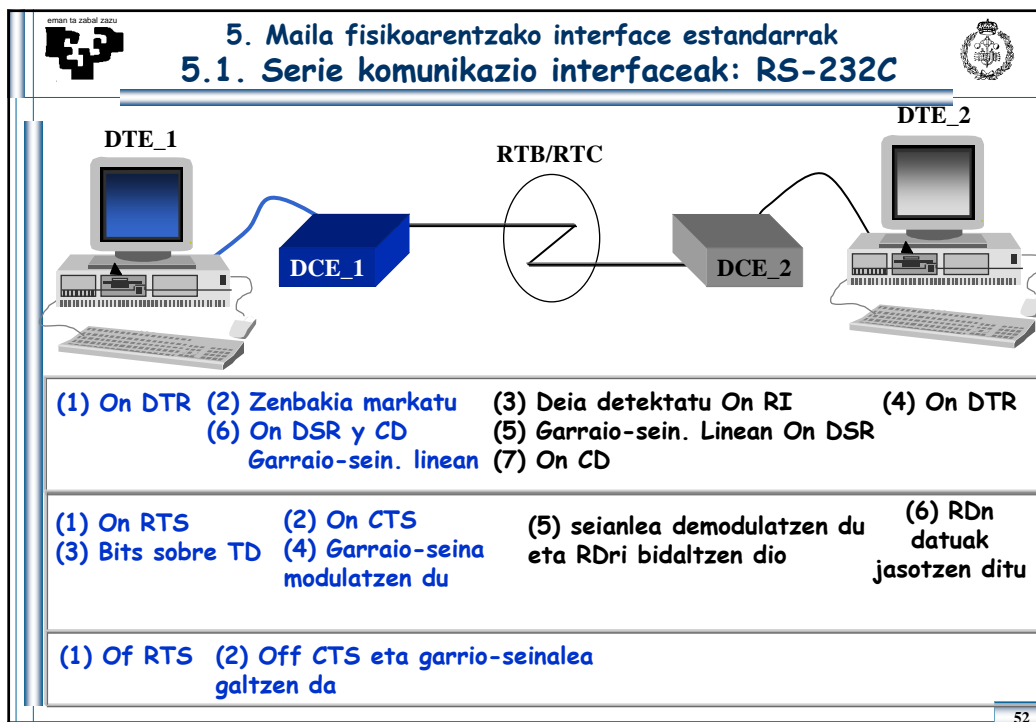 eman ta zabal zazu
5. Maila fisikoarentzako interface estandarrak
5.1. Serie komunikazio interfaceak: RS-232C
DTE_1
RTB/RTC
DTE_2
DCE_1
DCE_2
(1) On DTR
(2) Zenbakia markatu
(6) On DSR y CD
Garraio-sein. linean
(3) Deia detektatu On RI
(5) Garraio-sein. Linean On DSR
(7) On CD
(4) On DTR
(1) On RTS
(3) Bits sobre TD
(2) On CTS
(4) Garraio-seina
modulatzen du
(5) seianlea demodulatzen du
eta RDri bidaltzen dio
(6) RDn
datuak
jasotzen ditu
(1) Of RTS
(2) Off CTS eta garrio-seinalea
galtzen da
52